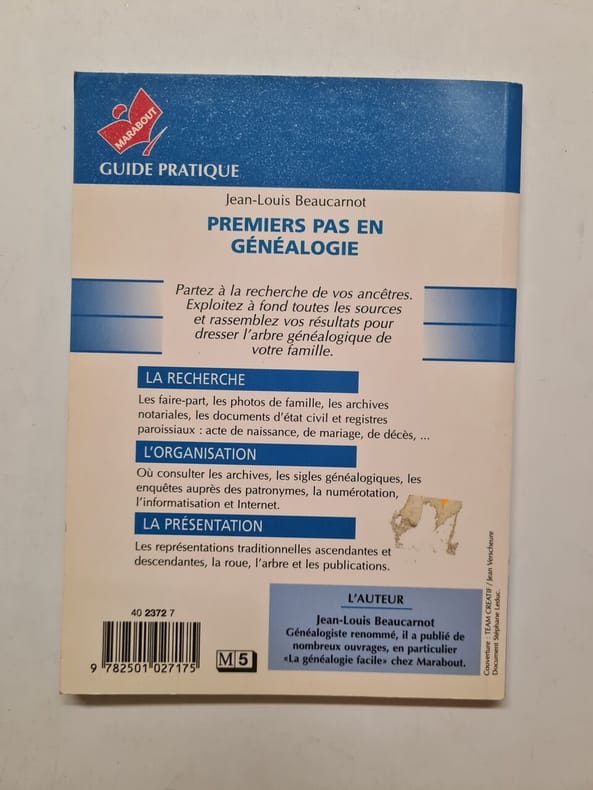 MARABOUT
GUIDE PRATIQUE
Jean-Louis Beaucarnot
PREMIERS PAS EN
GÉNÉALOGIE
Partez à la recherche de vos ancêtres.
Exploitez à fond toutes les sources
et rassemblez vos résultats pour
dresser l'arbre généalogique de
votre famille.
LA RECHERCHE
Les faire-part, les photos de famille, les archives
notariales, les documents d'état civil et registres
paroissiaux : acte de naissance, de mariage, de décès, ...
L'ORGANISATION
Où consulter les archives, les sigles généalogiques, les
enquêtes auprès des patronymes, la numérotation,
l'informatisation et Internet.
LA PRÉSENTATION
Les représentations traditionnelles ascendantes et
descendantes, la roue, l'arbre et les publications.
L'AUTEUR
Jean-Louis Beaucarnot
Généalogiste renommé, il a publié de
nombreux ouvrages, en particulier
«La généalogie facile» chez Marabout.
40 2372 7
9 782501 027175
M 5
Couverture : TEAM CREATIF / Jean Verscheure
Document Stéphane Leduc.